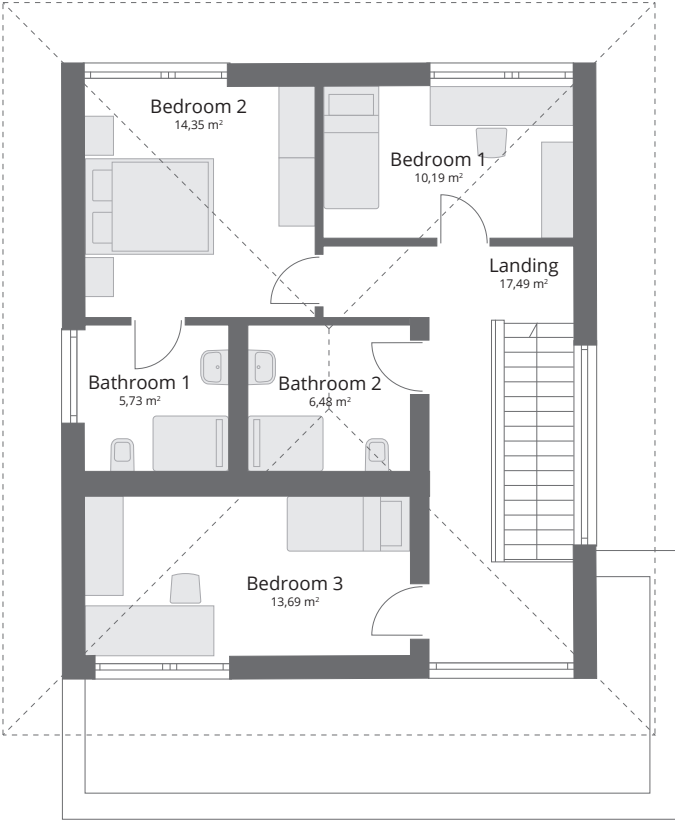 Bedroom 2
14,35 m²
Bedroom 1
10,19 m²
Landing
17,49 m²
Bathroom 1
5,73 m²
Bathroom 2
6,48 m²
Bedroom 3
13,69 m²